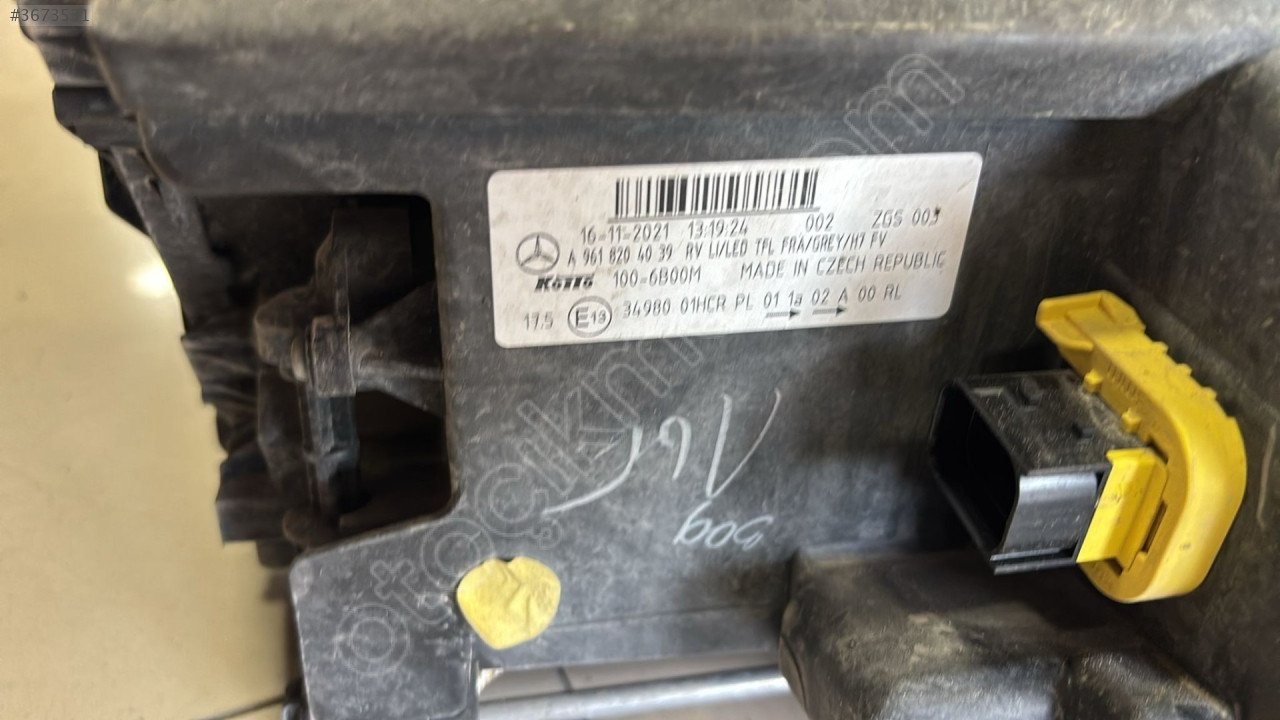 #3673531
16-11-2021 13:19:24 002 ZGS 003
A 961 820 40 39 RV LI/LED TFL FRA/GREY/H7 FV
100-6B00M MADE IN CZECH REPUBLIC
17.5 E13 34980 01HCR PL 01 1a 02 A 00 RL